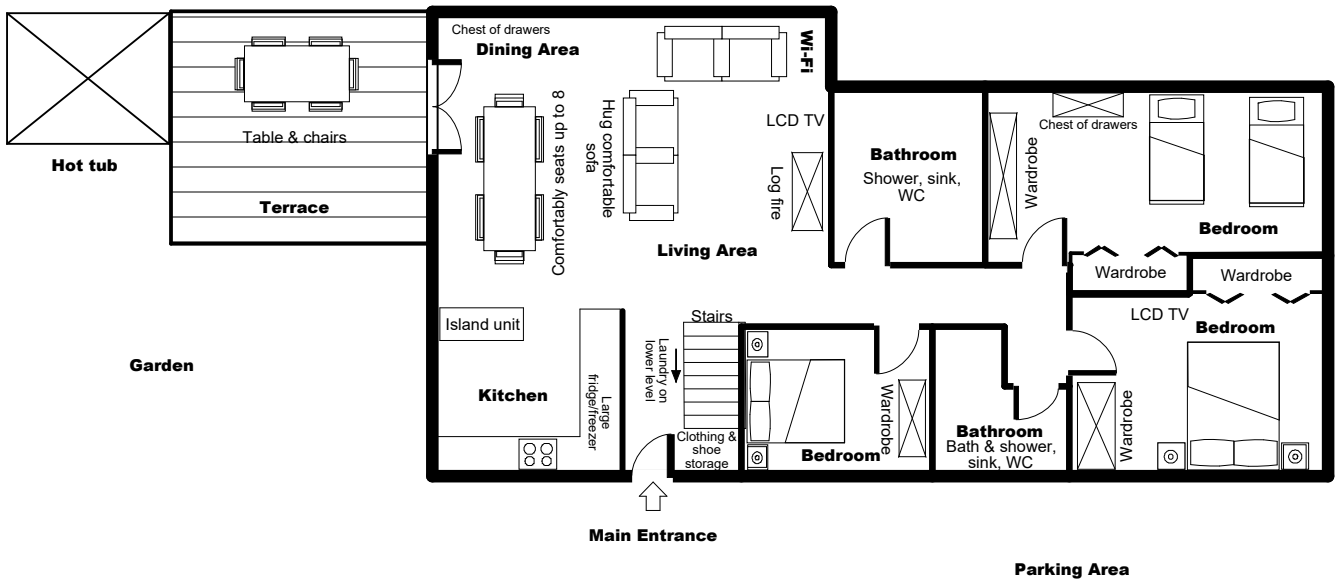 Hot tub
Table & chairs
Terrace
Garden
Chest of drawers
Dining Area
Comfortably seats up to 8
Hug comfortable
sofa
Wi-Fi
LCD TV
Log fire
Living Area
Island unit
Kitchen
Large
fridge/freezer
Stairs
Laundry on
lower level
Clothing &
shoe
storage
Main Entrance
Bathroom
Shower, sink,
WC
Wardrobe
Chest of drawers
Bedroom
Wardrobe
Wardrobe
LCD TV
Bedroom
Wardrobe
Bedroom
Wardrobe
Bathroom
Bath & shower,
sink, WC
Parking Area